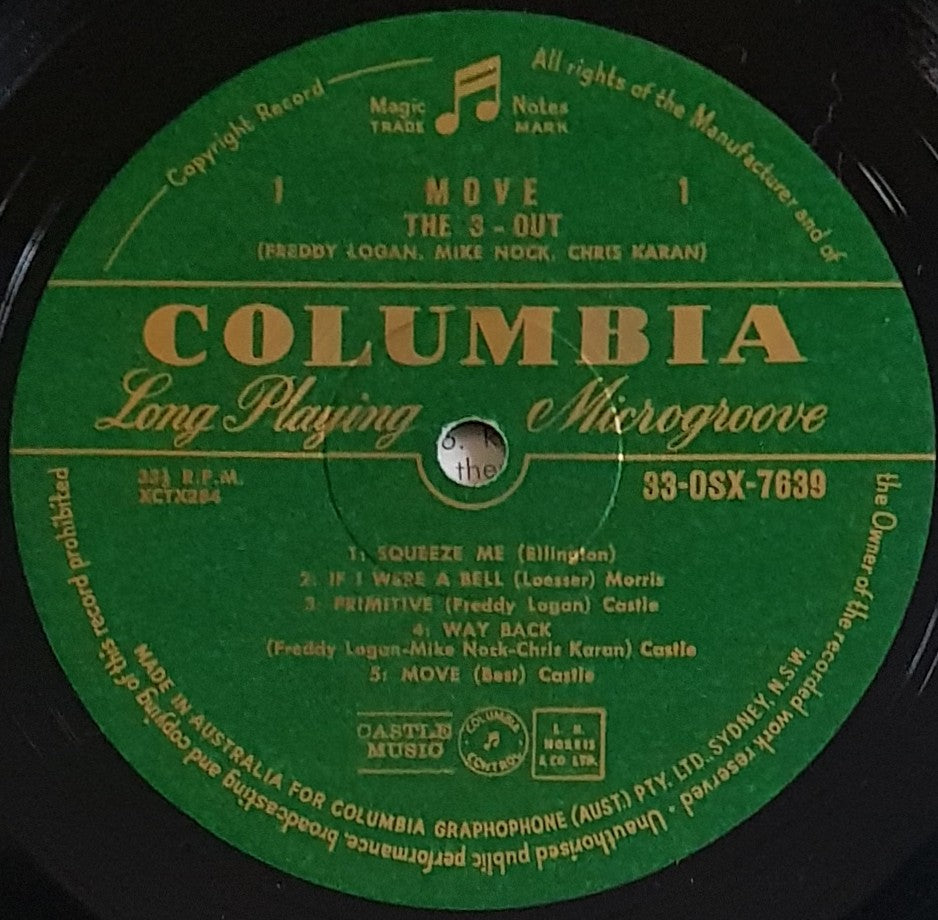 Copyright Record
All rights of the Manufacturer and of
the Owner of the recorded work reserved · Unauthorised public performance, broadcasting and copying of this record prohibited
Magic Notes
TRADE MARK
1 MOVE 1
THE 3 - OUT
(FREDDY LOGAN, MIKE NOCK, CHRIS KARAN)
COLUMBIA
Long Playing Microgroove
6. K
the
33⅓ R.P.M.
33-OSX-7639
XCTX284
1: SQUEEZE ME (Ellington)
2: IF I WERE A BELL (Loesser) Morris
3: PRIMITIVE (Freddy Logan) Castle
4: WAY BACK
(Freddy Logan-Mike Nock-Chris Karan) Castle
5: MOVE (Best) Castle
CASTLE
MUSIC
COLUMBIA
CONTROL
MORRIS
& CO. LTD.
MADE IN AUSTRALIA FOR COLUMBIA GRAPHOPHONE (AUST.) PTY. LTD., SYDNEY, N.S.W.